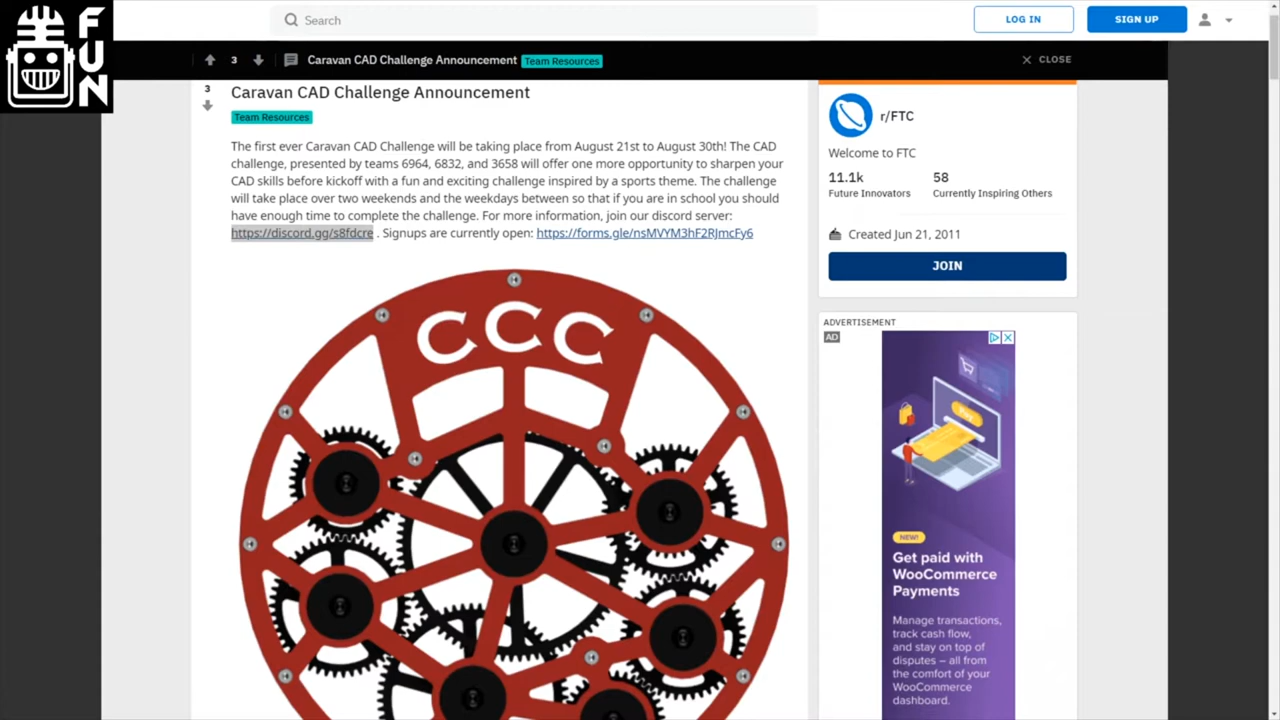 FUN
Search
LOG IN
SIGN UP
3
Caravan CAD Challenge Announcement
Team Resources
CLOSE
3
Caravan CAD Challenge Announcement
Team Resources
The first ever Caravan CAD Challenge will be taking place from August 21st to August 30th! The CAD
challenge, presented by teams 6964, 6832, and 3658 will offer one more opportunity to sharpen your
CAD skills before kickoff with a fun and exciting challenge inspired by a sports theme. The challenge
will take place over two weekends and the weekdays between so that if you are in school you should
have enough time to complete the challenge. For more information, join our discord server:
https://discord.gg/s8fdcre . Signups are currently open: https://forms.gle/nsMVYM3hF2RJmcFy6
CCC
r/FTC
Welcome to FTC
11.1k
58
Future Innovators
Currently Inspiring Others
Created Jun 21, 2011
JOIN
ADVERTISEMENT
AD
Pay
NEW!
Get paid with
WooCommerce
Payments
Manage transactions,
track cash flow,
and stay on top of
disputes – all from
the comfort of your
WooCommerce
dashboard.